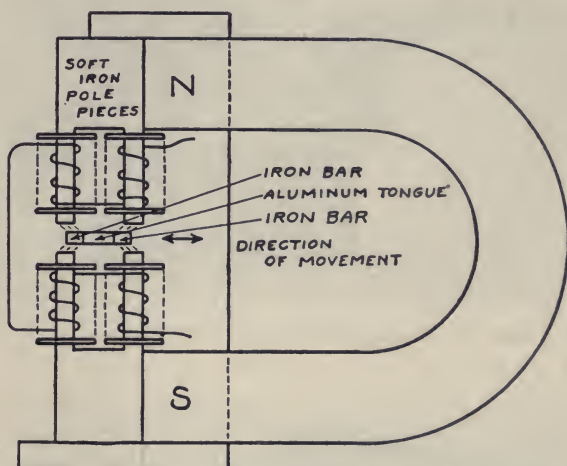 SOFT
IRON
POLE
PIECES
N
IRON BAR
ALUMINUM TONGUE
IRON BAR
DIRECTION
OF MOVEMENT
S